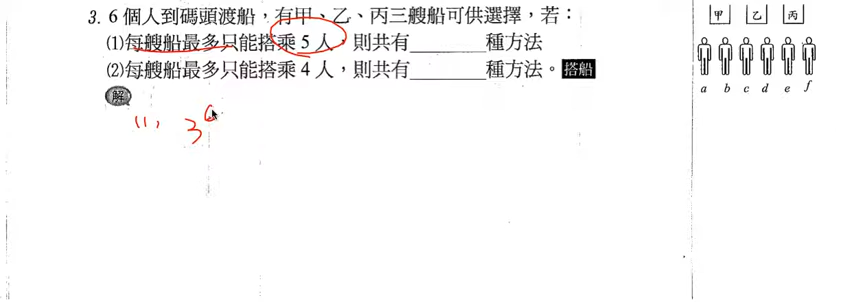 3. 6個人到碼頭渡船，有甲、乙、丙三艘船可供選擇，若：
(1)每艘船最多只能搭乘5人，則共有______種方法
(2)每艘船最多只能搭乘4人，則共有______種方法。搭船
解
(1) 3⁶
甲 乙 丙
a b c d e f